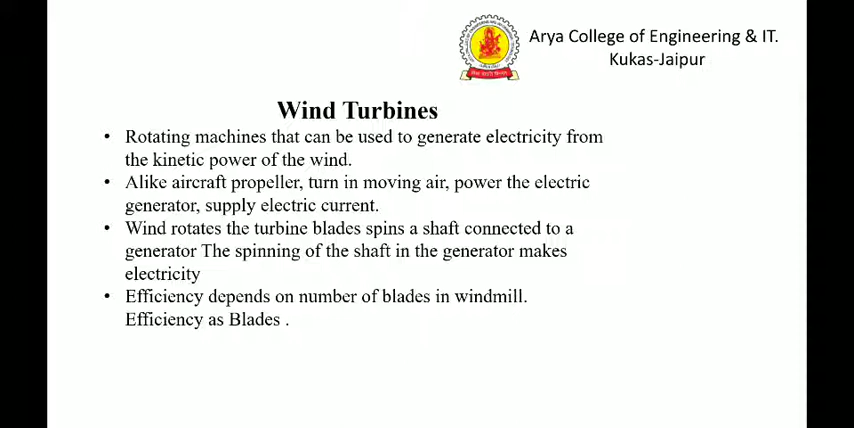 Arya College of Engineering & IT.
Kukas-Jaipur
Wind Turbines
• Rotating machines that can be used to generate electricity from
the kinetic power of the wind.
• Alike aircraft propeller, turn in moving air, power the electric
generator, supply electric current.
• Wind rotates the turbine blades spins a shaft connected to a
generator The spinning of the shaft in the generator makes
electricity
• Efficiency depends on number of blades in windmill.
Efficiency as Blades .